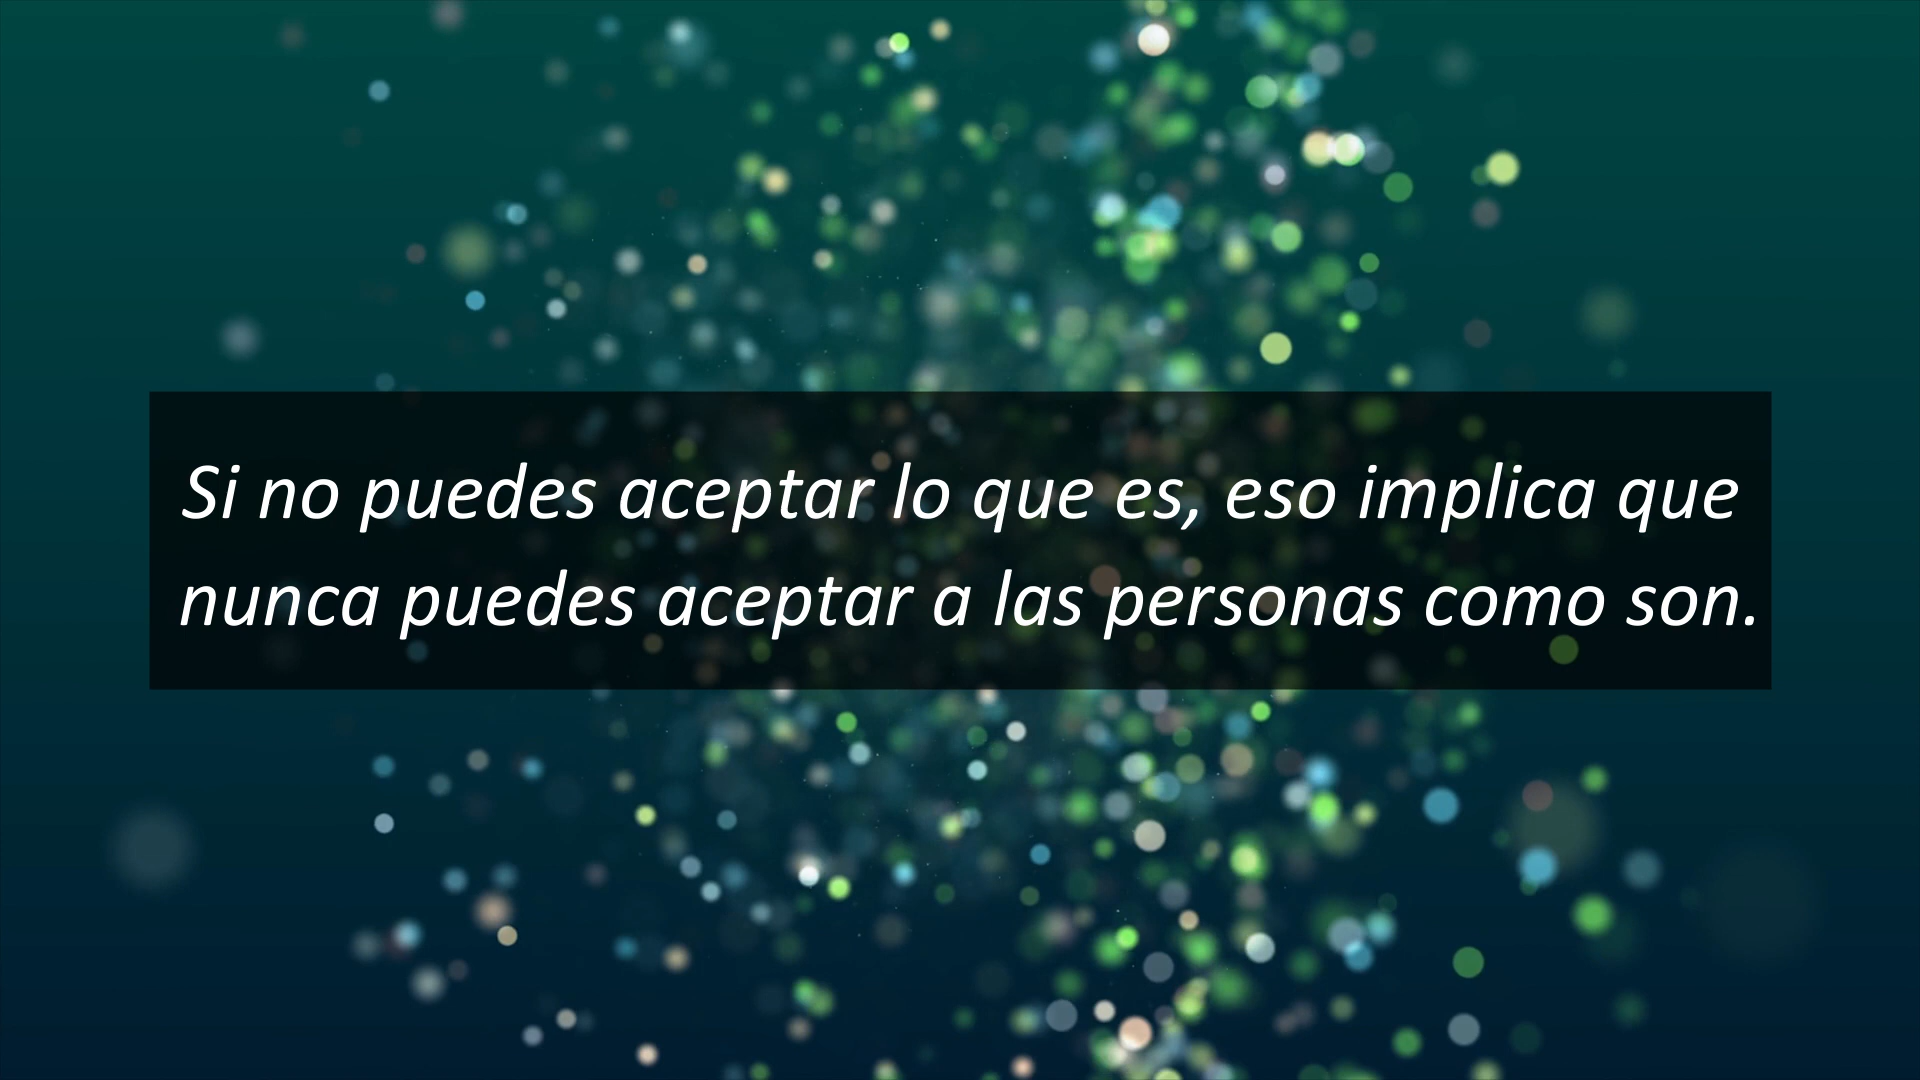 Si no puedes aceptar lo que es, eso implica que
nunca puedes aceptar a las personas como son.